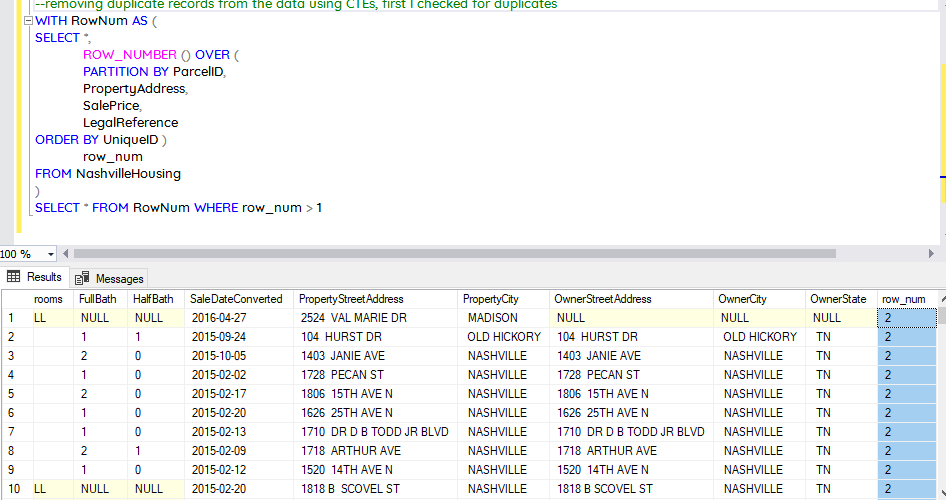 --removing duplicate records from the data using CTEs, first I checked for duplicates
WITH RowNum AS (
SELECT *,
ROW_NUMBER () OVER (
PARTITION BY ParcelID,
PropertyAddress,
SalePrice,
LegalReference
ORDER BY UniqueID )
row_num
FROM NashvilleHousing
)
SELECT * FROM RowNum WHERE row_num > 1
100 %
Results Messages
rooms FullBath HalfBath SaleDateConverted PropertyStreetAddress PropertyCity OwnerStreetAddress OwnerCity OwnerState row_num
1 LL NULL NULL 2016-04-27 2524 VAL MARIE DR MADISON NULL NULL NULL 2
2 1 1 2015-09-24 104 HURST DR OLD HICKORY 104 HURST DR OLD HICKORY TN 2
3 2 0 2015-10-05 1403 JANIE AVE NASHVILLE 1403 JANIE AVE NASHVILLE TN 2
4 1 0 2015-02-02 1728 PECAN ST NASHVILLE 1728 PECAN ST NASHVILLE TN 2
5 2 0 2015-02-17 1806 15TH AVE N NASHVILLE 1806 15TH AVE N NASHVILLE TN 2
6 1 0 2015-02-20 1626 25TH AVE N NASHVILLE 1626 25TH AVE N NASHVILLE TN 2
7 1 0 2015-02-13 1710 DR D B TODD JR BLVD NASHVILLE 1710 DR D B TODD JR BLVD NASHVILLE TN 2
8 2 1 2015-02-09 1718 ARTHUR AVE NASHVILLE 1718 ARTHUR AVE NASHVILLE TN 2
9 1 0 2015-02-12 1520 14TH AVE N NASHVILLE 1520 14TH AVE N NASHVILLE TN 2
10 LL NULL NULL 2015-02-20 1818 B SCOVEL ST NASHVILLE 1818 B SCOVEL ST NASHVILLE TN 2